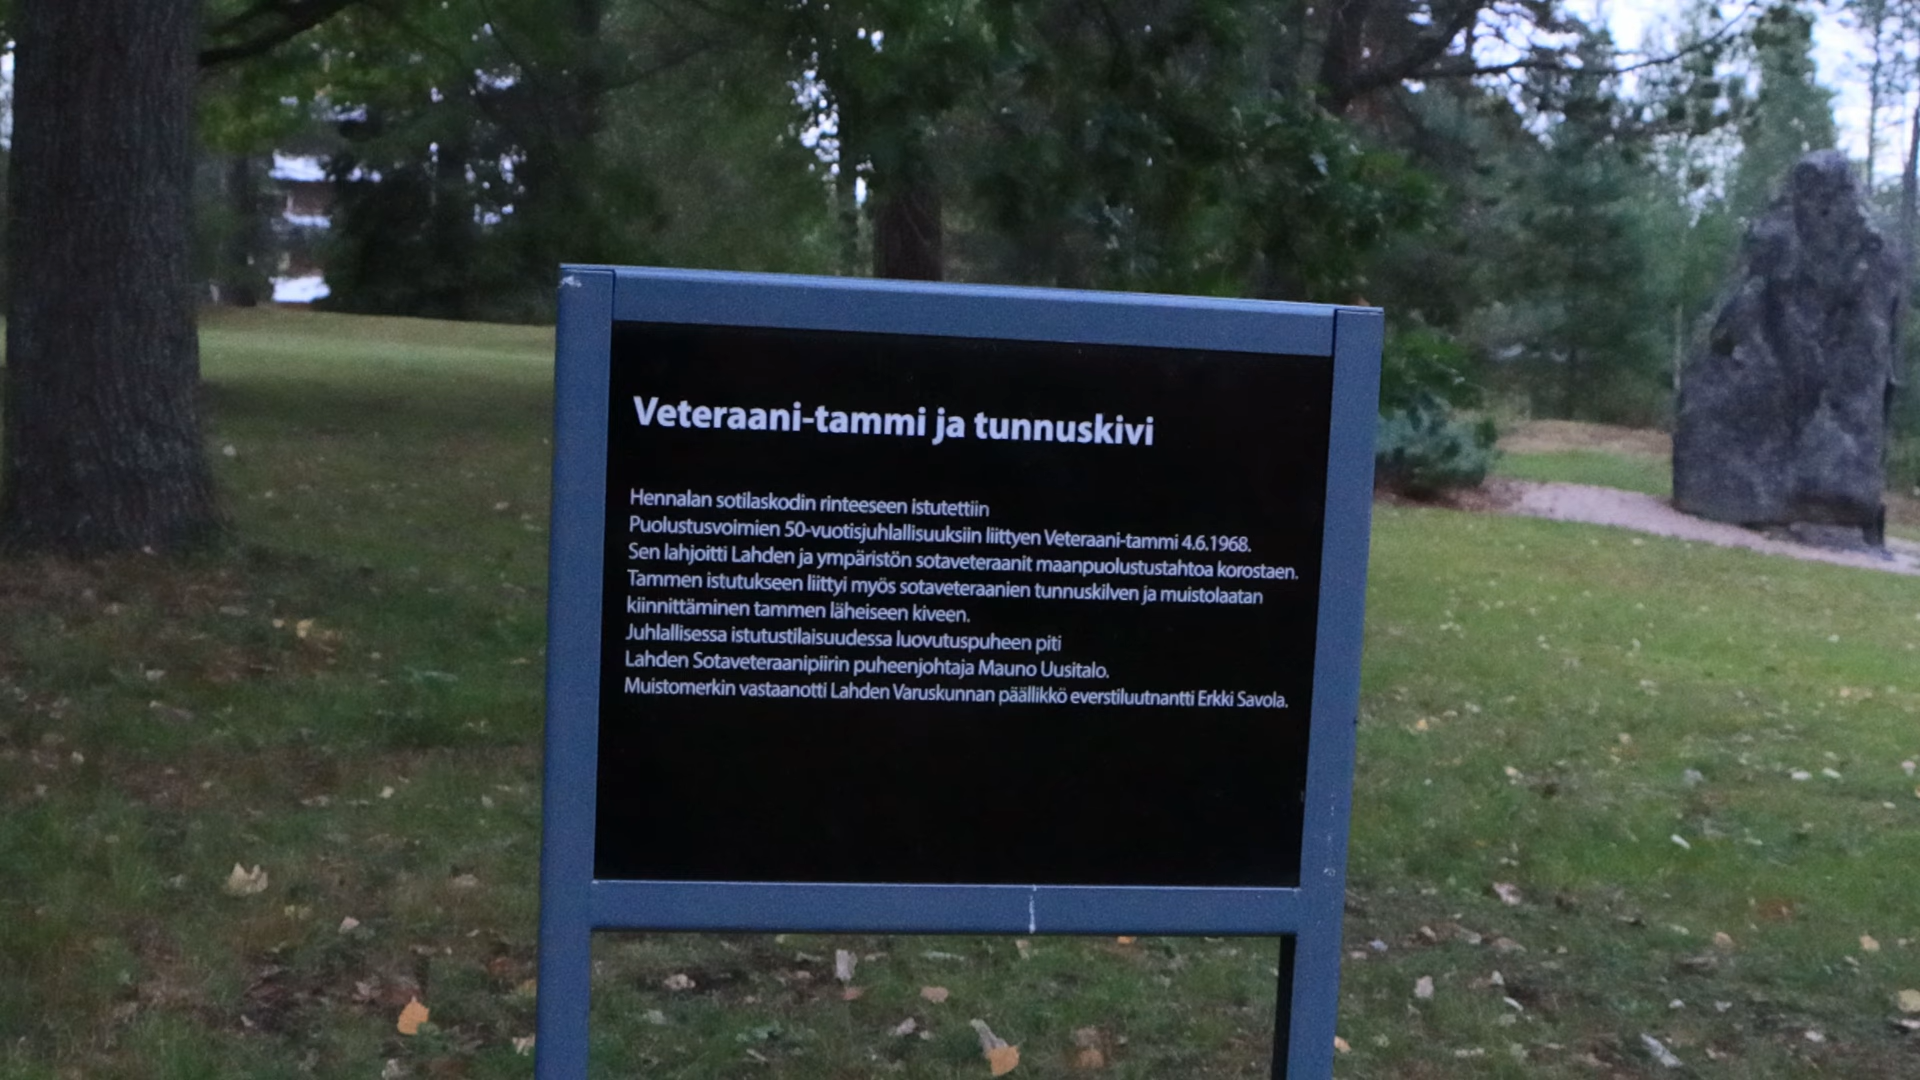 Veteraani-tammi ja tunnuskivi
Hennalan sotilaskodin rinteeseen istutettiin
Puolustusvoimien 50-vuotisjuhlallisuuksiin liittyen Veteraani-tammi 4.6.1968.
Sen lahjoitti Lahden ja ympäristön sotaveteraanit maanpuolustustahtoa korostaen.
Tammen istutukseen liittyi myös sotaveteraanien tunnuskilven ja muistolaatan
kiinnittäminen tammen läheiseen kiveen.
Juhlallisessa istutustilaisuudessa luovutuspuheen piti
Lahden Sotaveteraanipiirin puheenjohtaja Mauno Uusitalo.
Muistomerkin vastaanotti Lahden Varuskunnan päällikkö everstiluutnantti Erkki Savola.